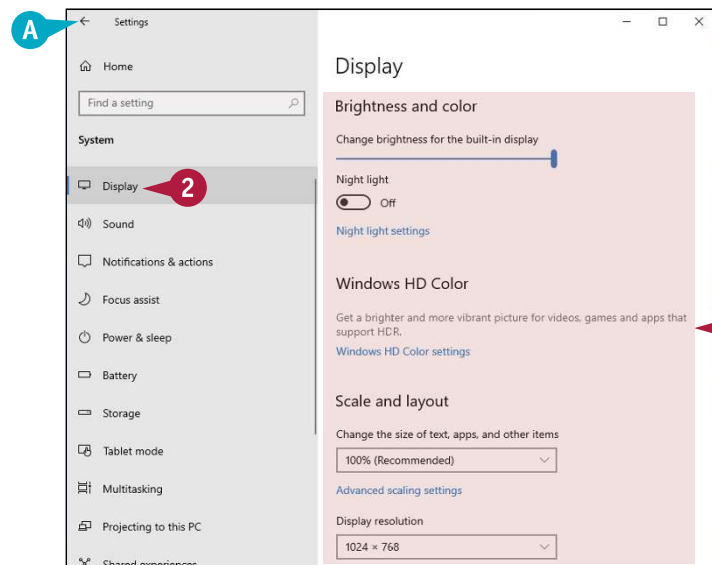 A
Settings
Home
Find a setting
System
Display
2
Sound
Notifications & actions
Focus assist
Power & sleep
Battery
Storage
Tablet mode
Multitasking
Projecting to this PC
Shared experiences
Display
Brightness and color
Change brightness for the built-in display
Night light
Off
Night light settings
Windows HD Color
Get a brighter and more vibrant picture for videos, games and apps that
support HDR.
Windows HD Color settings
Scale and layout
Change the size of text, apps, and other items
100% (Recommended)
Advanced scaling settings
Display resolution
1024 × 768